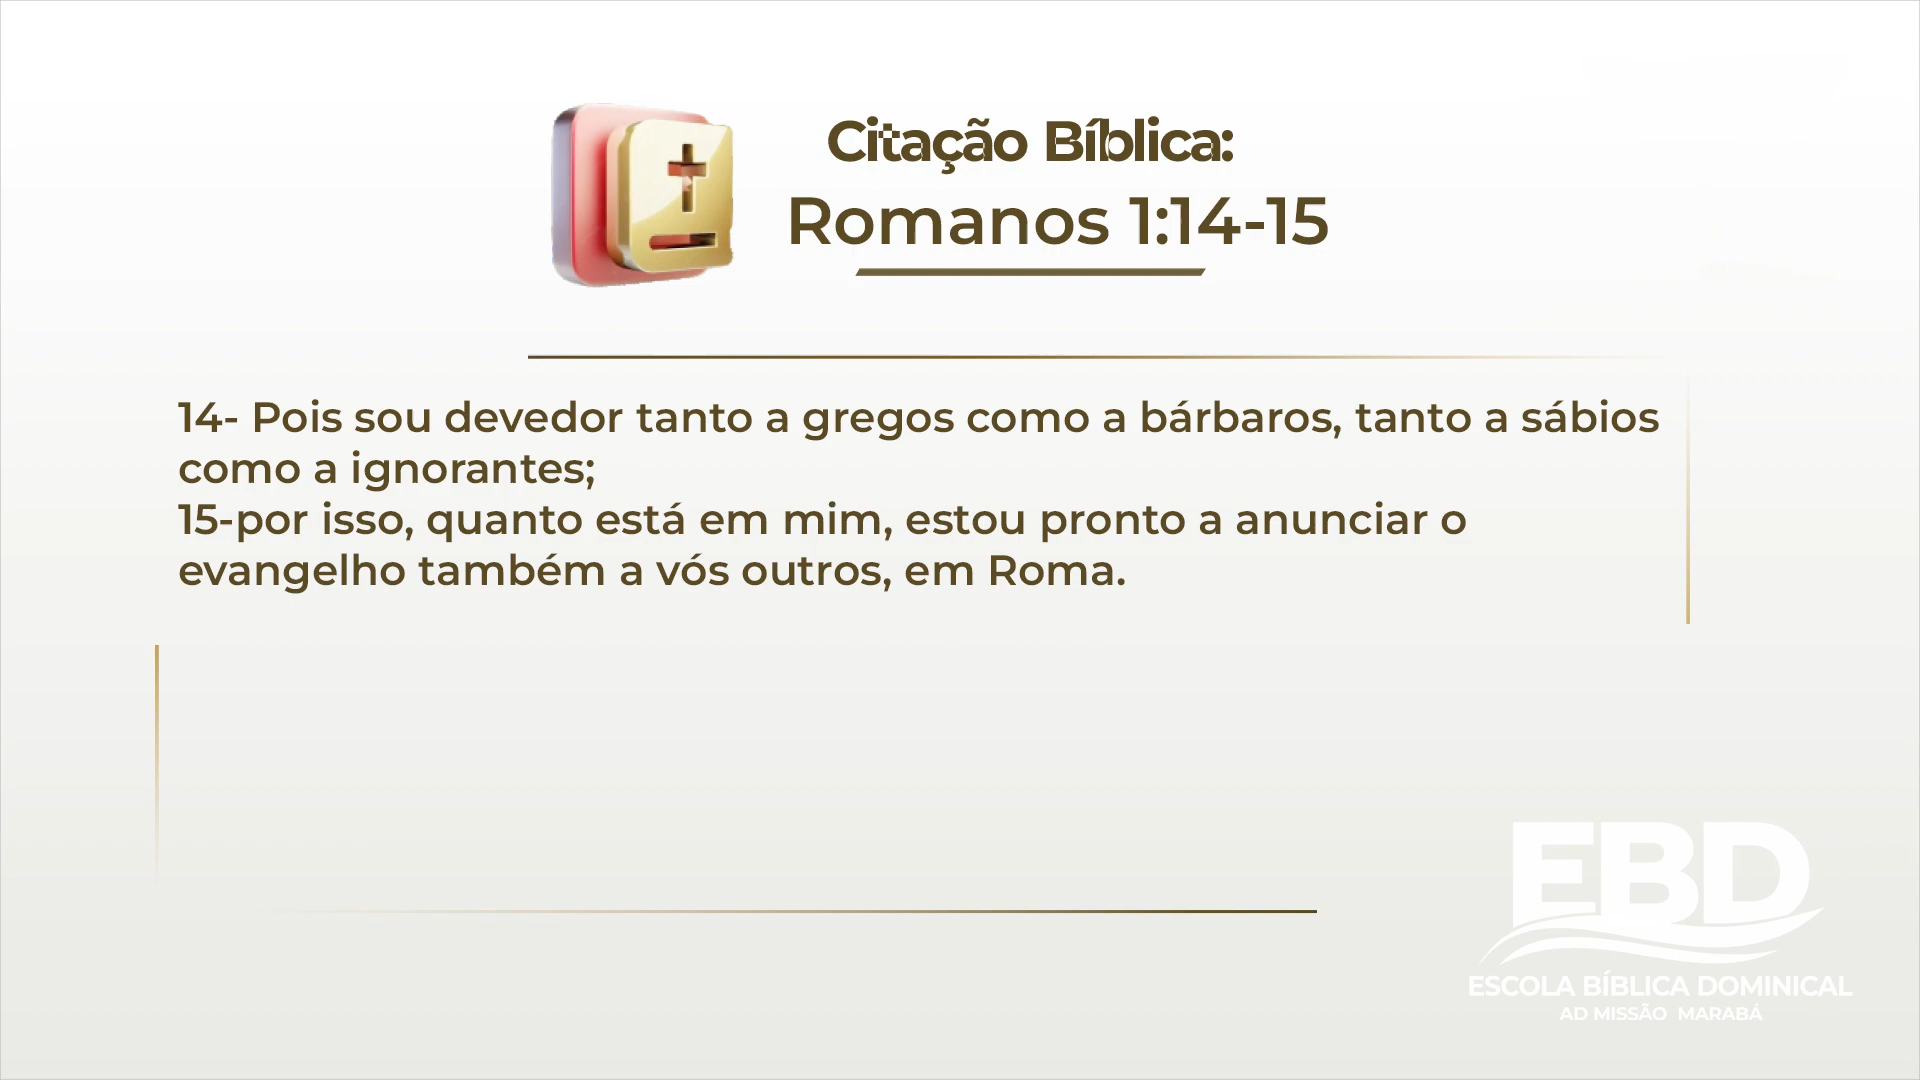 Citação Bíblica:
Romanos 1:14-15
14- Pois sou devedor tanto a gregos como a bárbaros, tanto a sábios
como a ignorantes;
15-por isso, quanto está em mim, estou pronto a anunciar o
evangelho também a vós outros, em Roma.
EBD
ESCOLA BÍBLICA DOMINICAL
AD MISSÃO MARABÁ